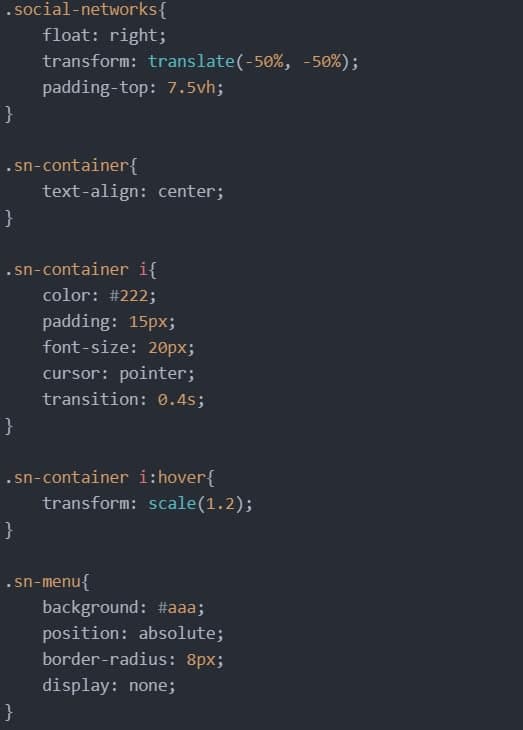 .social-networks{
    float: right;
    transform: translate(-50%, -50%);
    padding-top: 7.5vh;
}

.sn-container{
    text-align: center;
}

.sn-container i{
    color: #222;
    padding: 15px;
    font-size: 20px;
    cursor: pointer;
    transition: 0.4s;
}

.sn-container i:hover{
    transform: scale(1.2);
}

.sn-menu{
    background: #aaa;
    position: absolute;
    border-radius: 8px;
    display: none;
}